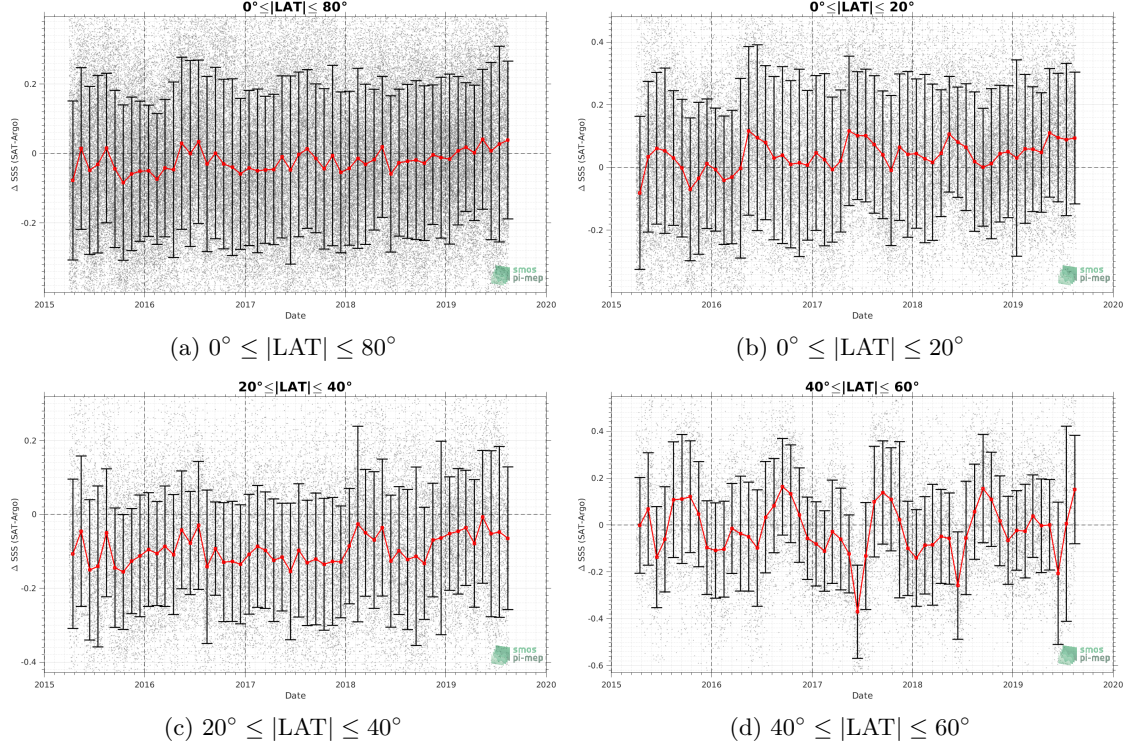 0°≤|LAT|≤ 80°
Δ SSS (SAT-Argo)
0.2
0
-0.2
2015 2016 2017 2018 2019 2020
Date
smos
pi-mep
(a) 0° ≤ |LAT| ≤ 80°
0°≤|LAT|≤ 20°
Δ SSS (SAT-Argo)
0.4
0.2
0
-0.2
2015 2016 2017 2018 2019 2020
Date
smos
pi-mep
(b) 0° ≤ |LAT| ≤ 20°
20°≤|LAT|≤ 40°
Δ SSS (SAT-Argo)
0.2
0
-0.2
-0.4
2015 2016 2017 2018 2019 2020
Date
smos
pi-mep
(c) 20° ≤ |LAT| ≤ 40°
40°≤|LAT|≤ 60°
Δ SSS (SAT-Argo)
0.4
0.2
0
-0.2
-0.4
-0.6
2015 2016 2017 2018 2019 2020
Date
smos
pi-mep
(d) 40° ≤ |LAT| ≤ 60°